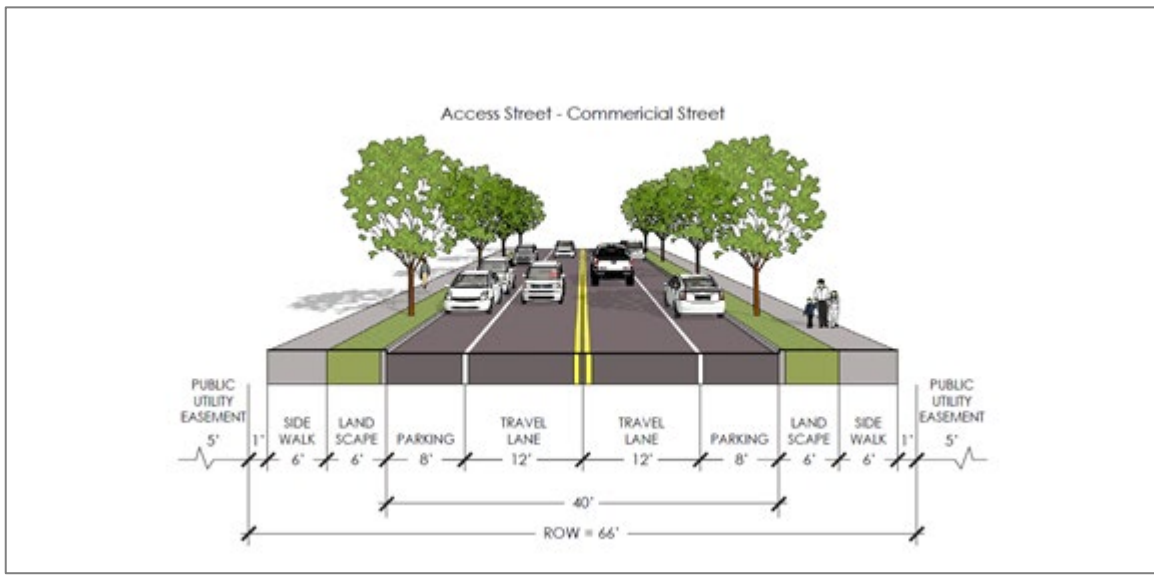 Access Street - Commericial Street
PUBLIC
UTILITY
EASEMENT
5'
1'
SIDE
WALK
6'
LAND
SCAPE
6'
PARKING
8'
TRAVEL
LANE
12'
TRAVEL
LANE
12'
PARKING
8'
LAND
SCAPE
6'
SIDE
WALK
6'
1'
PUBLIC
UTILITY
EASEMENT
5'
40'
ROW = 66'